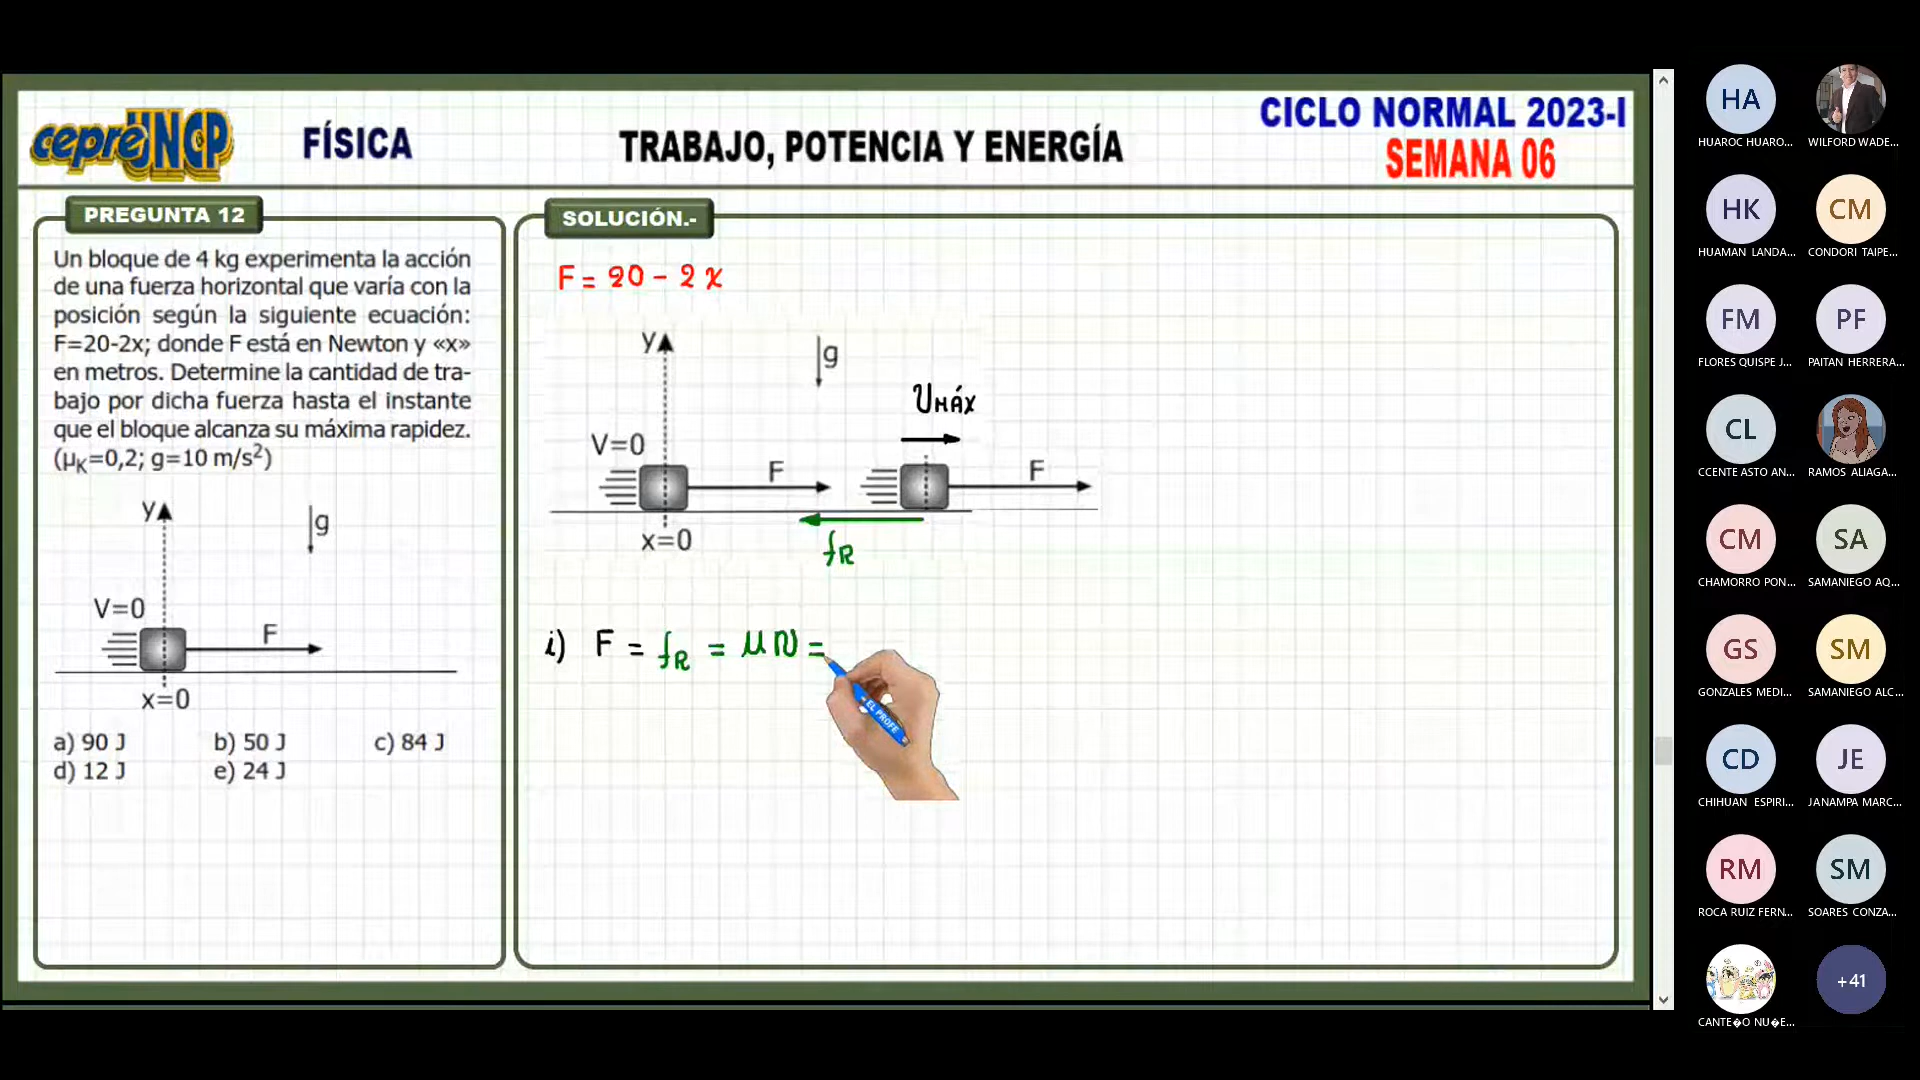 cepreUNCP
FÍSICA
TRABAJO, POTENCIA Y ENERGÍA
CICLO NORMAL 2023-I
SEMANA 06
PREGUNTA 12
Un bloque de 4 kg experimenta la acción
de una fuerza horizontal que varía con la
posición según la siguiente ecuación:
F=20-2x; donde F está en Newton y «x»
en metros. Determine la cantidad de tra-
bajo por dicha fuerza hasta el instante
que el bloque alcanza su máxima rapidez.
(μK=0,2; g=10 m/s²)
y
g
V=0
F
x=0
a) 90 J b) 50 J c) 84 J
d) 12 J e) 24 J
SOLUCIÓN.-
F = 20 - 2x
y
g
VMÁX
V=0
F
F
x=0
fR
i) F = fR = μN =
EL PROFE
HA
HUAROC HUARO...
WILFORD WADE...
HK
HUAMAN LANDA...
CM
CONDORI TAIPE...
FM
FLORES QUISPE J...
PF
PAITAN HERRERA...
CL
CCENTE ASTO AN...
RAMOS ALIAGA...
CM
CHAMORRO PON...
SA
SAMANIEGO AQ...
GS
GONZALES MEDI...
SM
SAMANIEGO ALC...
CD
CHIHUAN ESPIRI...
JE
JANAMPA MARC...
RM
ROCA RUIZ FERN...
SM
SOARES CONZA...
CANTE�O NU�E...
+41